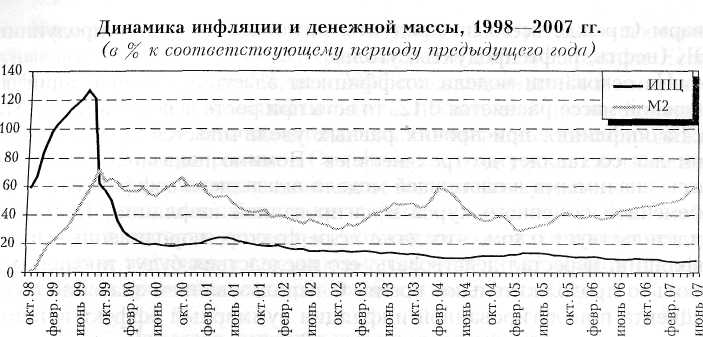 Динамика инфляции и денежной массы, 1998—2007 гг.
(в % к соответствующему периоду предыдущего года)
140
120
100
80
60
40
20
0
ИПЦ
М2
окт. 98
февр. 99
июнь 99
окт. 99
февр. 00
июнь 00
окт. 00
февр. 01
июнь 01
окт. 01
февр. 02
июнь 02
окт. 02
февр. 03
июнь 03
окт. 03
февр. 04
июнь 04
окт. 04
февр. 05
июнь 05
окт. 05
февр. 06
июнь 06
окт. 06
февр. 07
июнь 07